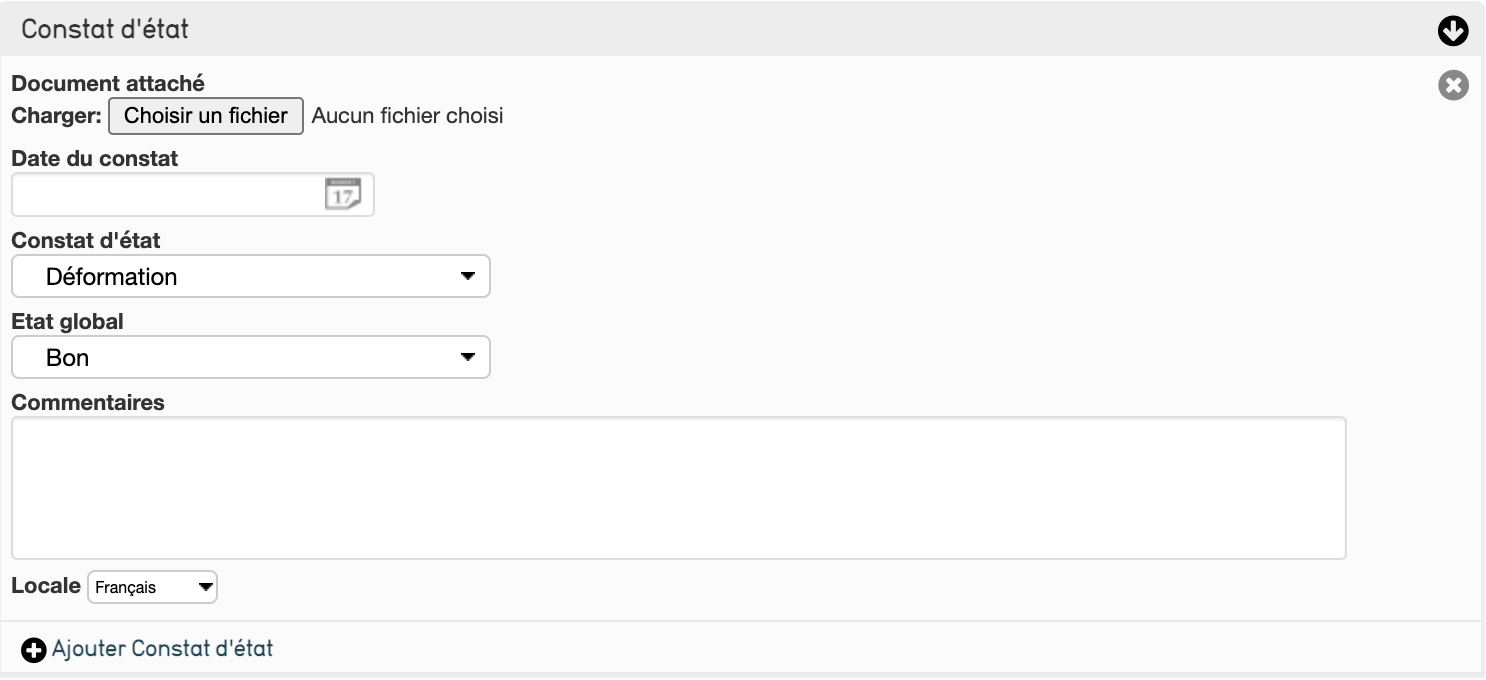 Constat d'état
Document attaché
Charger: Choisir un fichier Aucun fichier choisi
Date du constat
17
Constat d'état
Déformation
Etat global
Bon
Commentaires
Locale Français
Ajouter Constat d'état